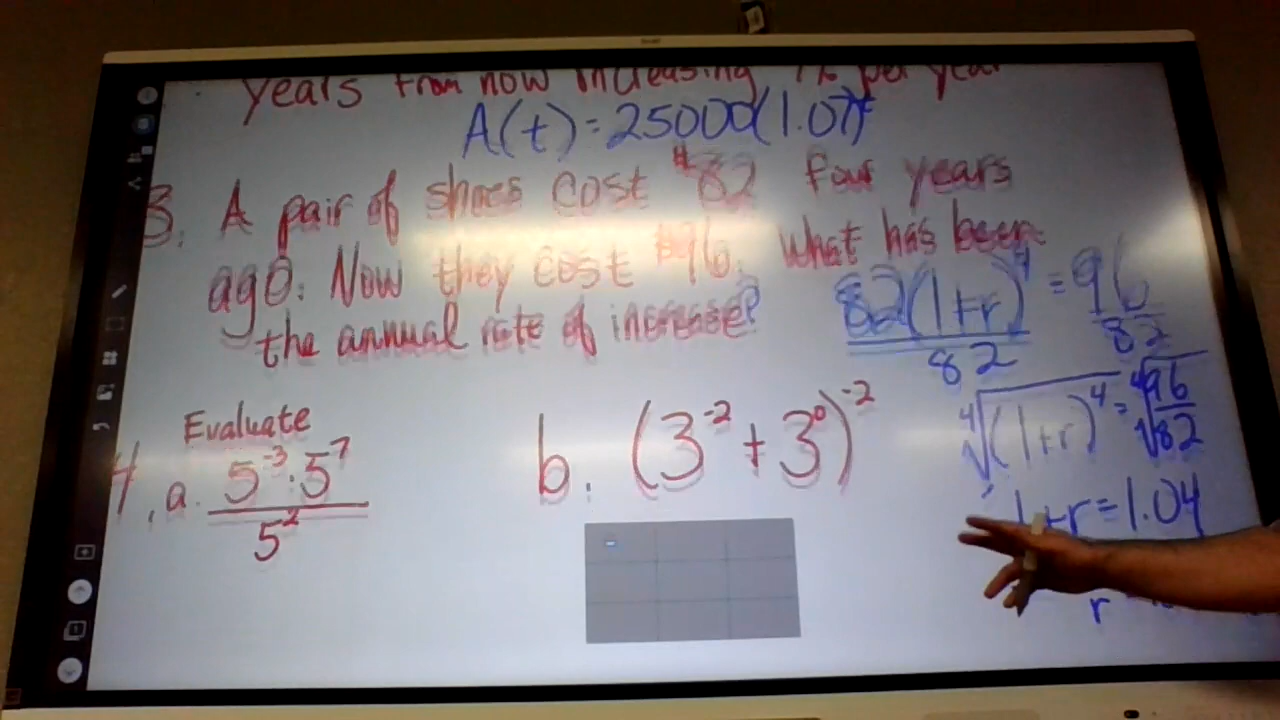 years from now increasing 7% per year
A(t) = 25000(1.07)^t
3. A pair of shoes cost $82 four years
ago. Now they cost $96. What has been
the annual rate of increase?
82(1+r)^4 = 96
82 82
⁴√(1+r)^4 = ⁴√96/⁴√82
1+r = 1.04
r
Evaluate
4. a. 5^-3 · 5^7
5^2
b. (3^-2 + 3^0)^-2